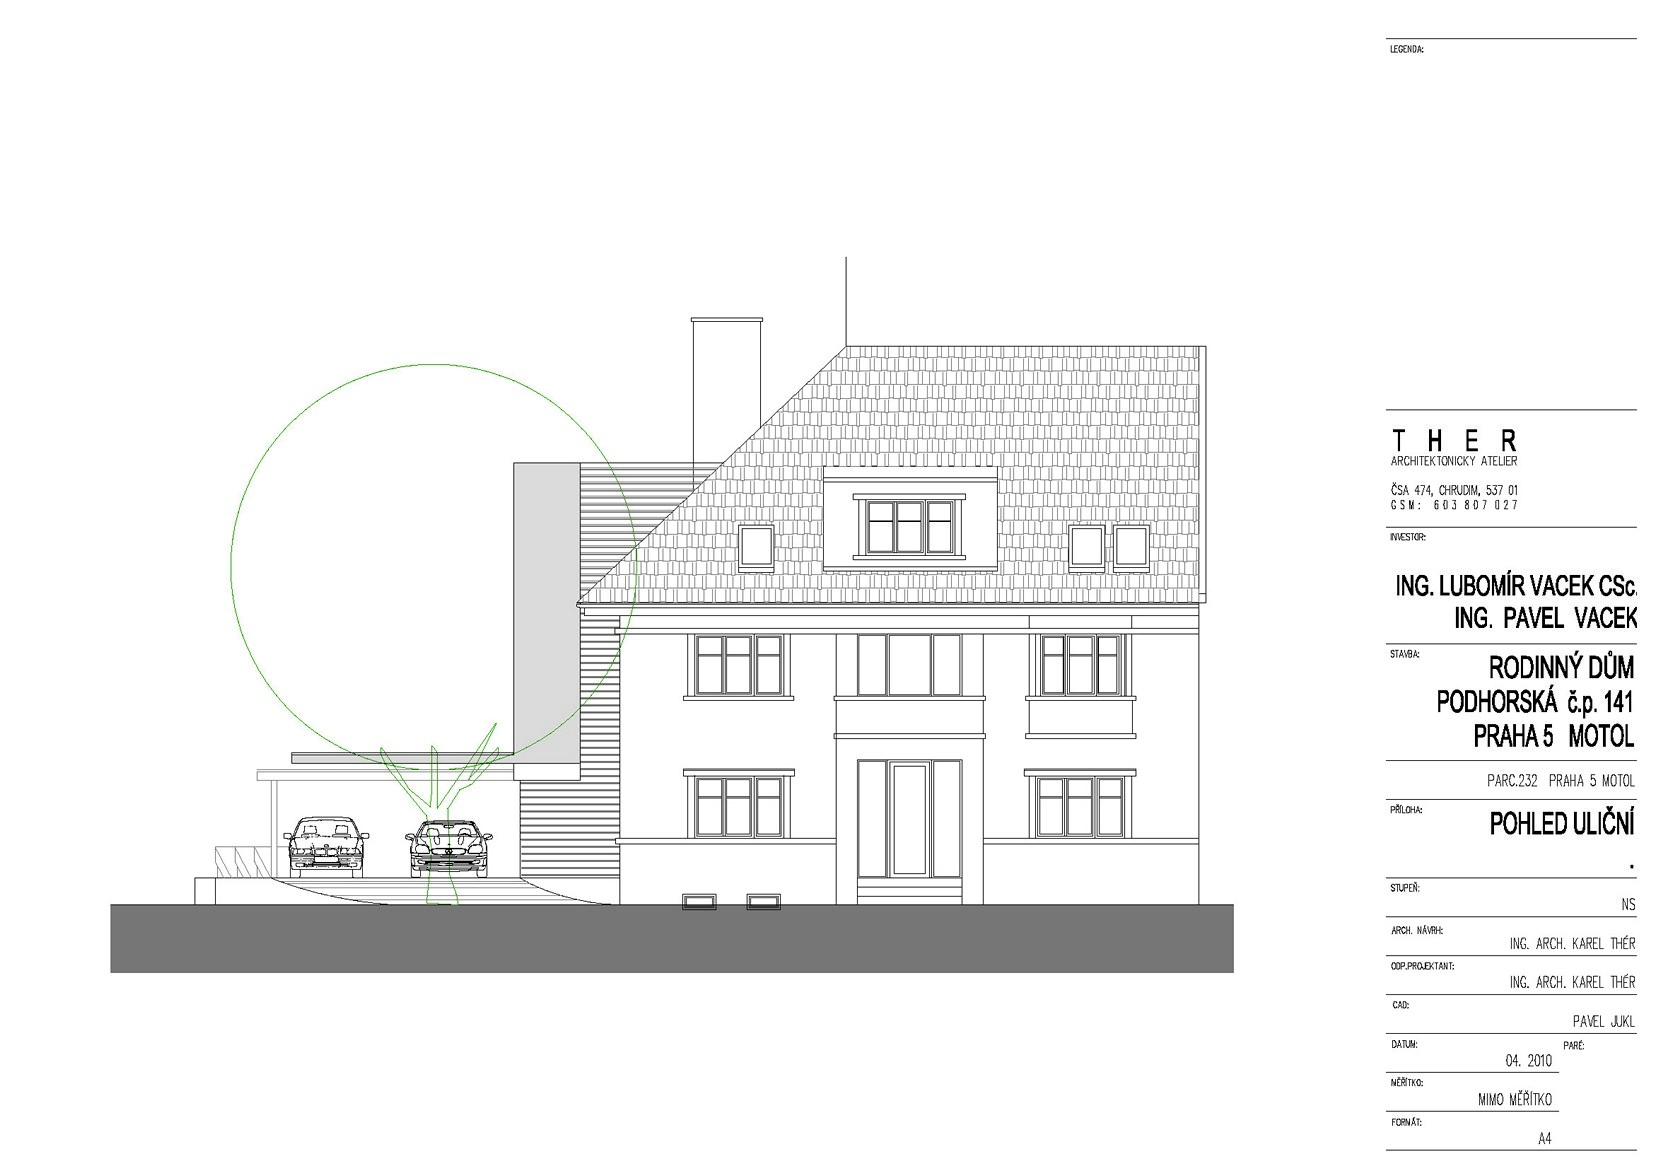 LEGENDA:
T H E R
ARCHITEKTONICKY ATELIER
ČSA 474, CHRUDIM, 537 01
GSM: 603 807 027
INVESTOR:
ING. LUBOMÍR VACEK CSc.
ING. PAVEL VACEK
STAVBA:
RODINNÝ DŮM
PODHORSKÁ č.p. 141
PRAHA 5 MOTOL
PARC.232 PRAHA 5 MOTOL
PŘÍLOHA:
POHLED ULIČNÍ
.
STUPEŇ:
NS
ARCH. NÁVRH:
ING. ARCH. KAREL THÉR
ODP.PROJEKTANT:
ING. ARCH. KAREL THÉR
CAD:
PAVEL JUKL
DATUM:
PARÉ:
04. 2010
MĚŘÍTKO:
MIMO MĚŘÍTKO
FORMÁT:
A4